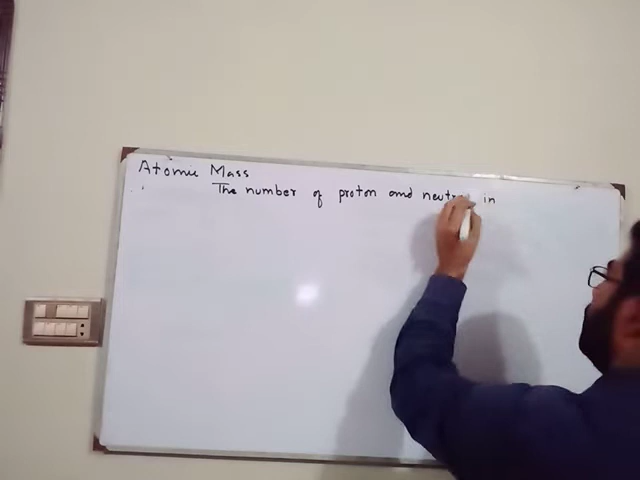 Atomic Mass
The number of proton and in